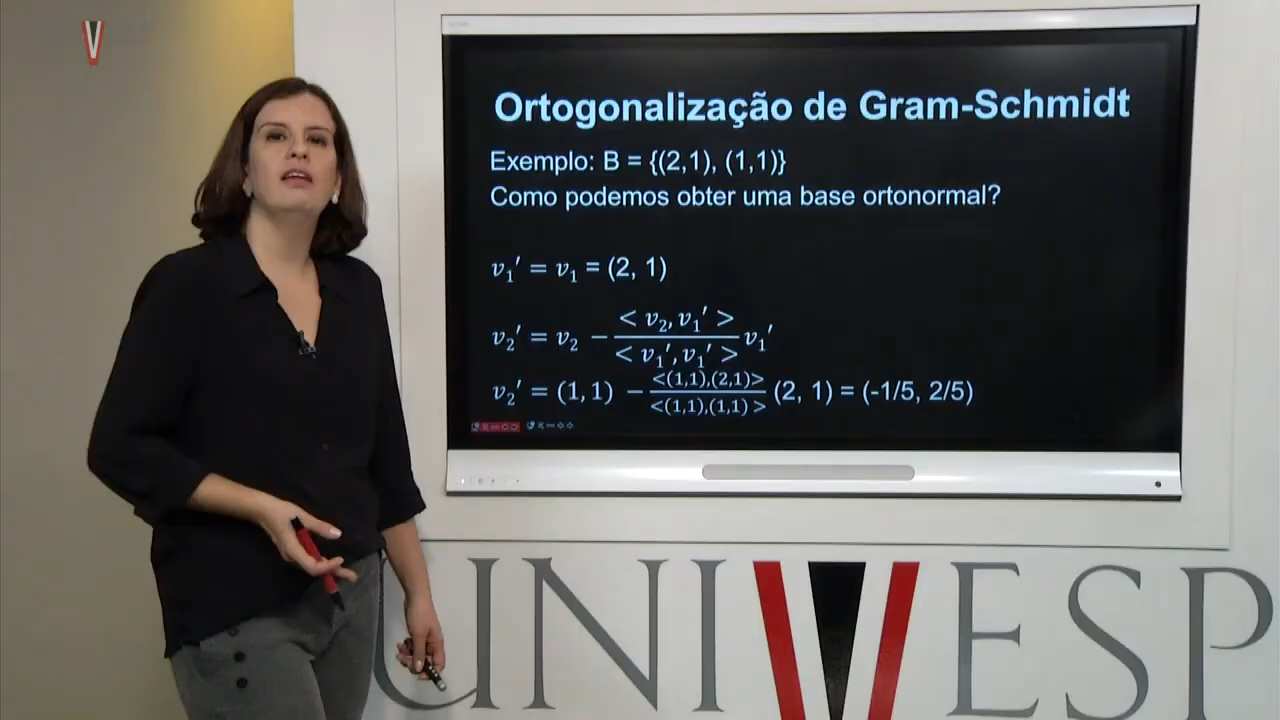 Ortogonalização de Gram-Schmidt
Exemplo: B = {(2,1), (1,1)}
Como podemos obter uma base ortonormal?
v₁′ = v₁ = (2, 1)
v₂′ = v₂ − < v₂, v₁′ > / < v₁′, v₁′ > v₁′
v₂′ = (1, 1) − <(1,1),(2,1)> / <(1,1),(1,1) > (2, 1) = (-1/5, 2/5)
UNIVESP